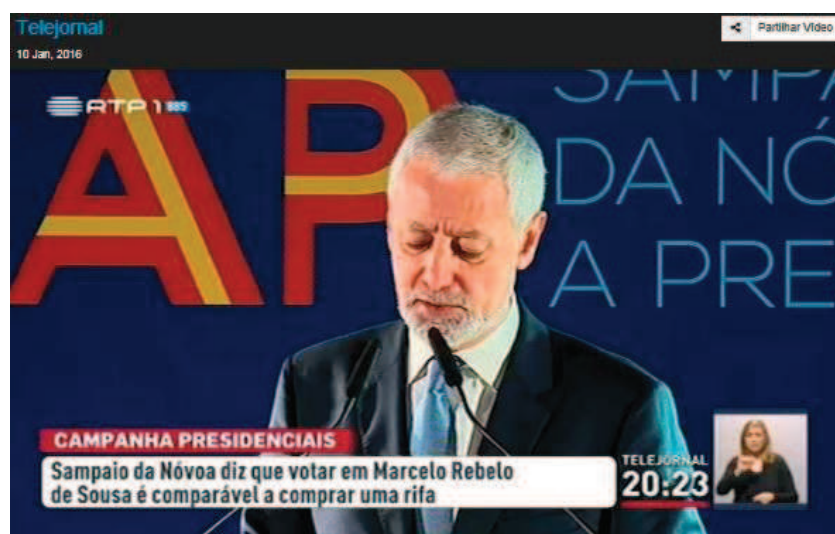 Telejornal
Partilhar Vídeo
10 Jan, 2016
RTP 1 885
AP
SAMPA
DA NÓ
A PRE
CAMPANHA PRESIDENCIAIS
Sampaio da Nóvoa diz que votar em Marcelo Rebelo
de Sousa é comparável a comprar uma rifa
TELEJORNAL
20:23